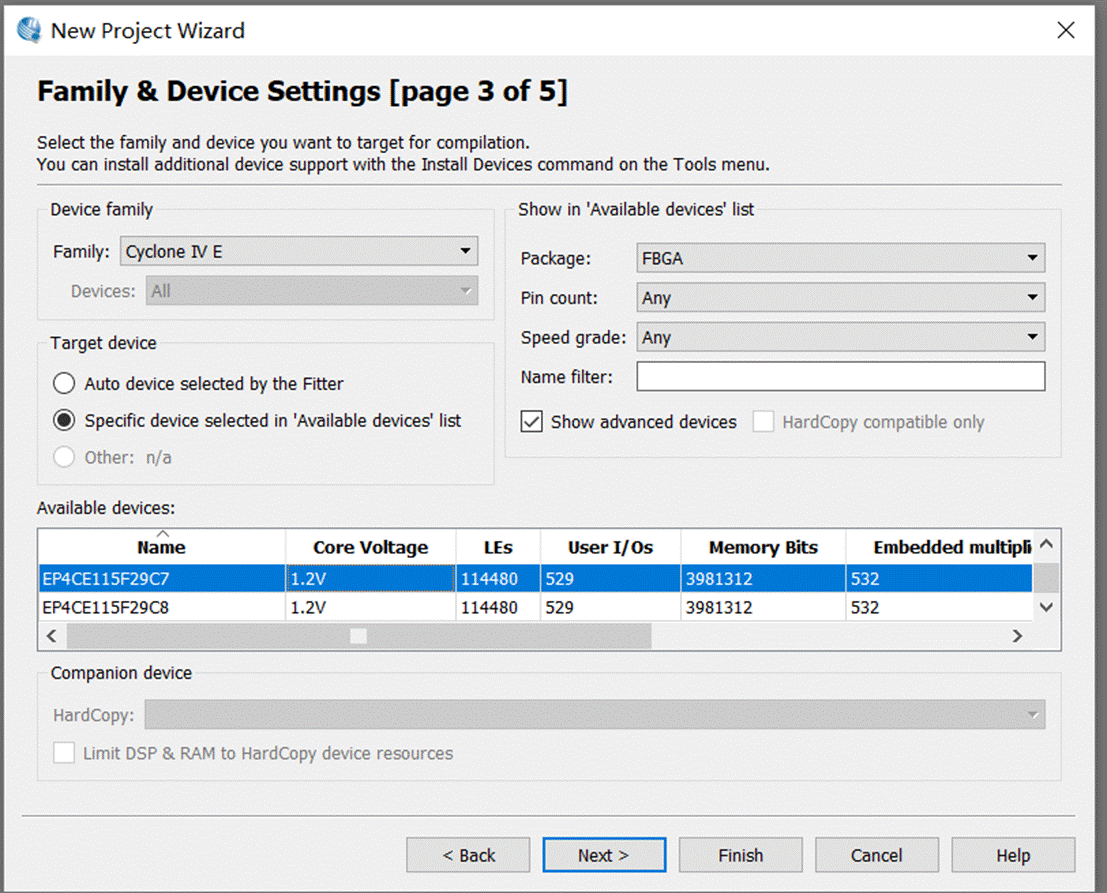 New Project Wizard
Family & Device Settings [page 3 of 5]
Select the family and device you want to target for compilation.
You can install additional device support with the Install Devices command on the Tools menu.
Device family
Family: Cyclone IV E
Devices: All
Target device
Auto device selected by the Fitter
Specific device selected in 'Available devices' list
Other: n/a
Show in 'Available devices' list
Package: FBGA
Pin count: Any
Speed grade: Any
Name filter:
Show advanced devices HardCopy compatible only
Available devices:
Name Core Voltage LEs User I/Os Memory Bits Embedded multipli
EP4CE115F29C7 1.2V 114480 529 3981312 532
EP4CE115F29C8 1.2V 114480 529 3981312 532
Companion device
HardCopy:
Limit DSP & RAM to HardCopy device resources
< Back Next > Finish Cancel Help